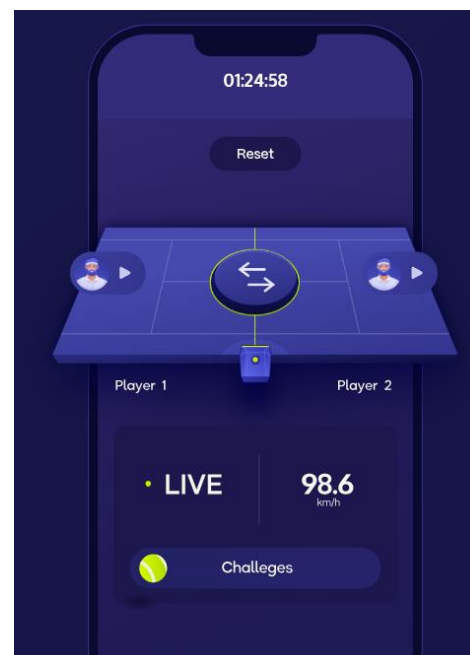 01:24:58
Reset
Player 1
Player 2
• LIVE
98.6
km/h
Challeges